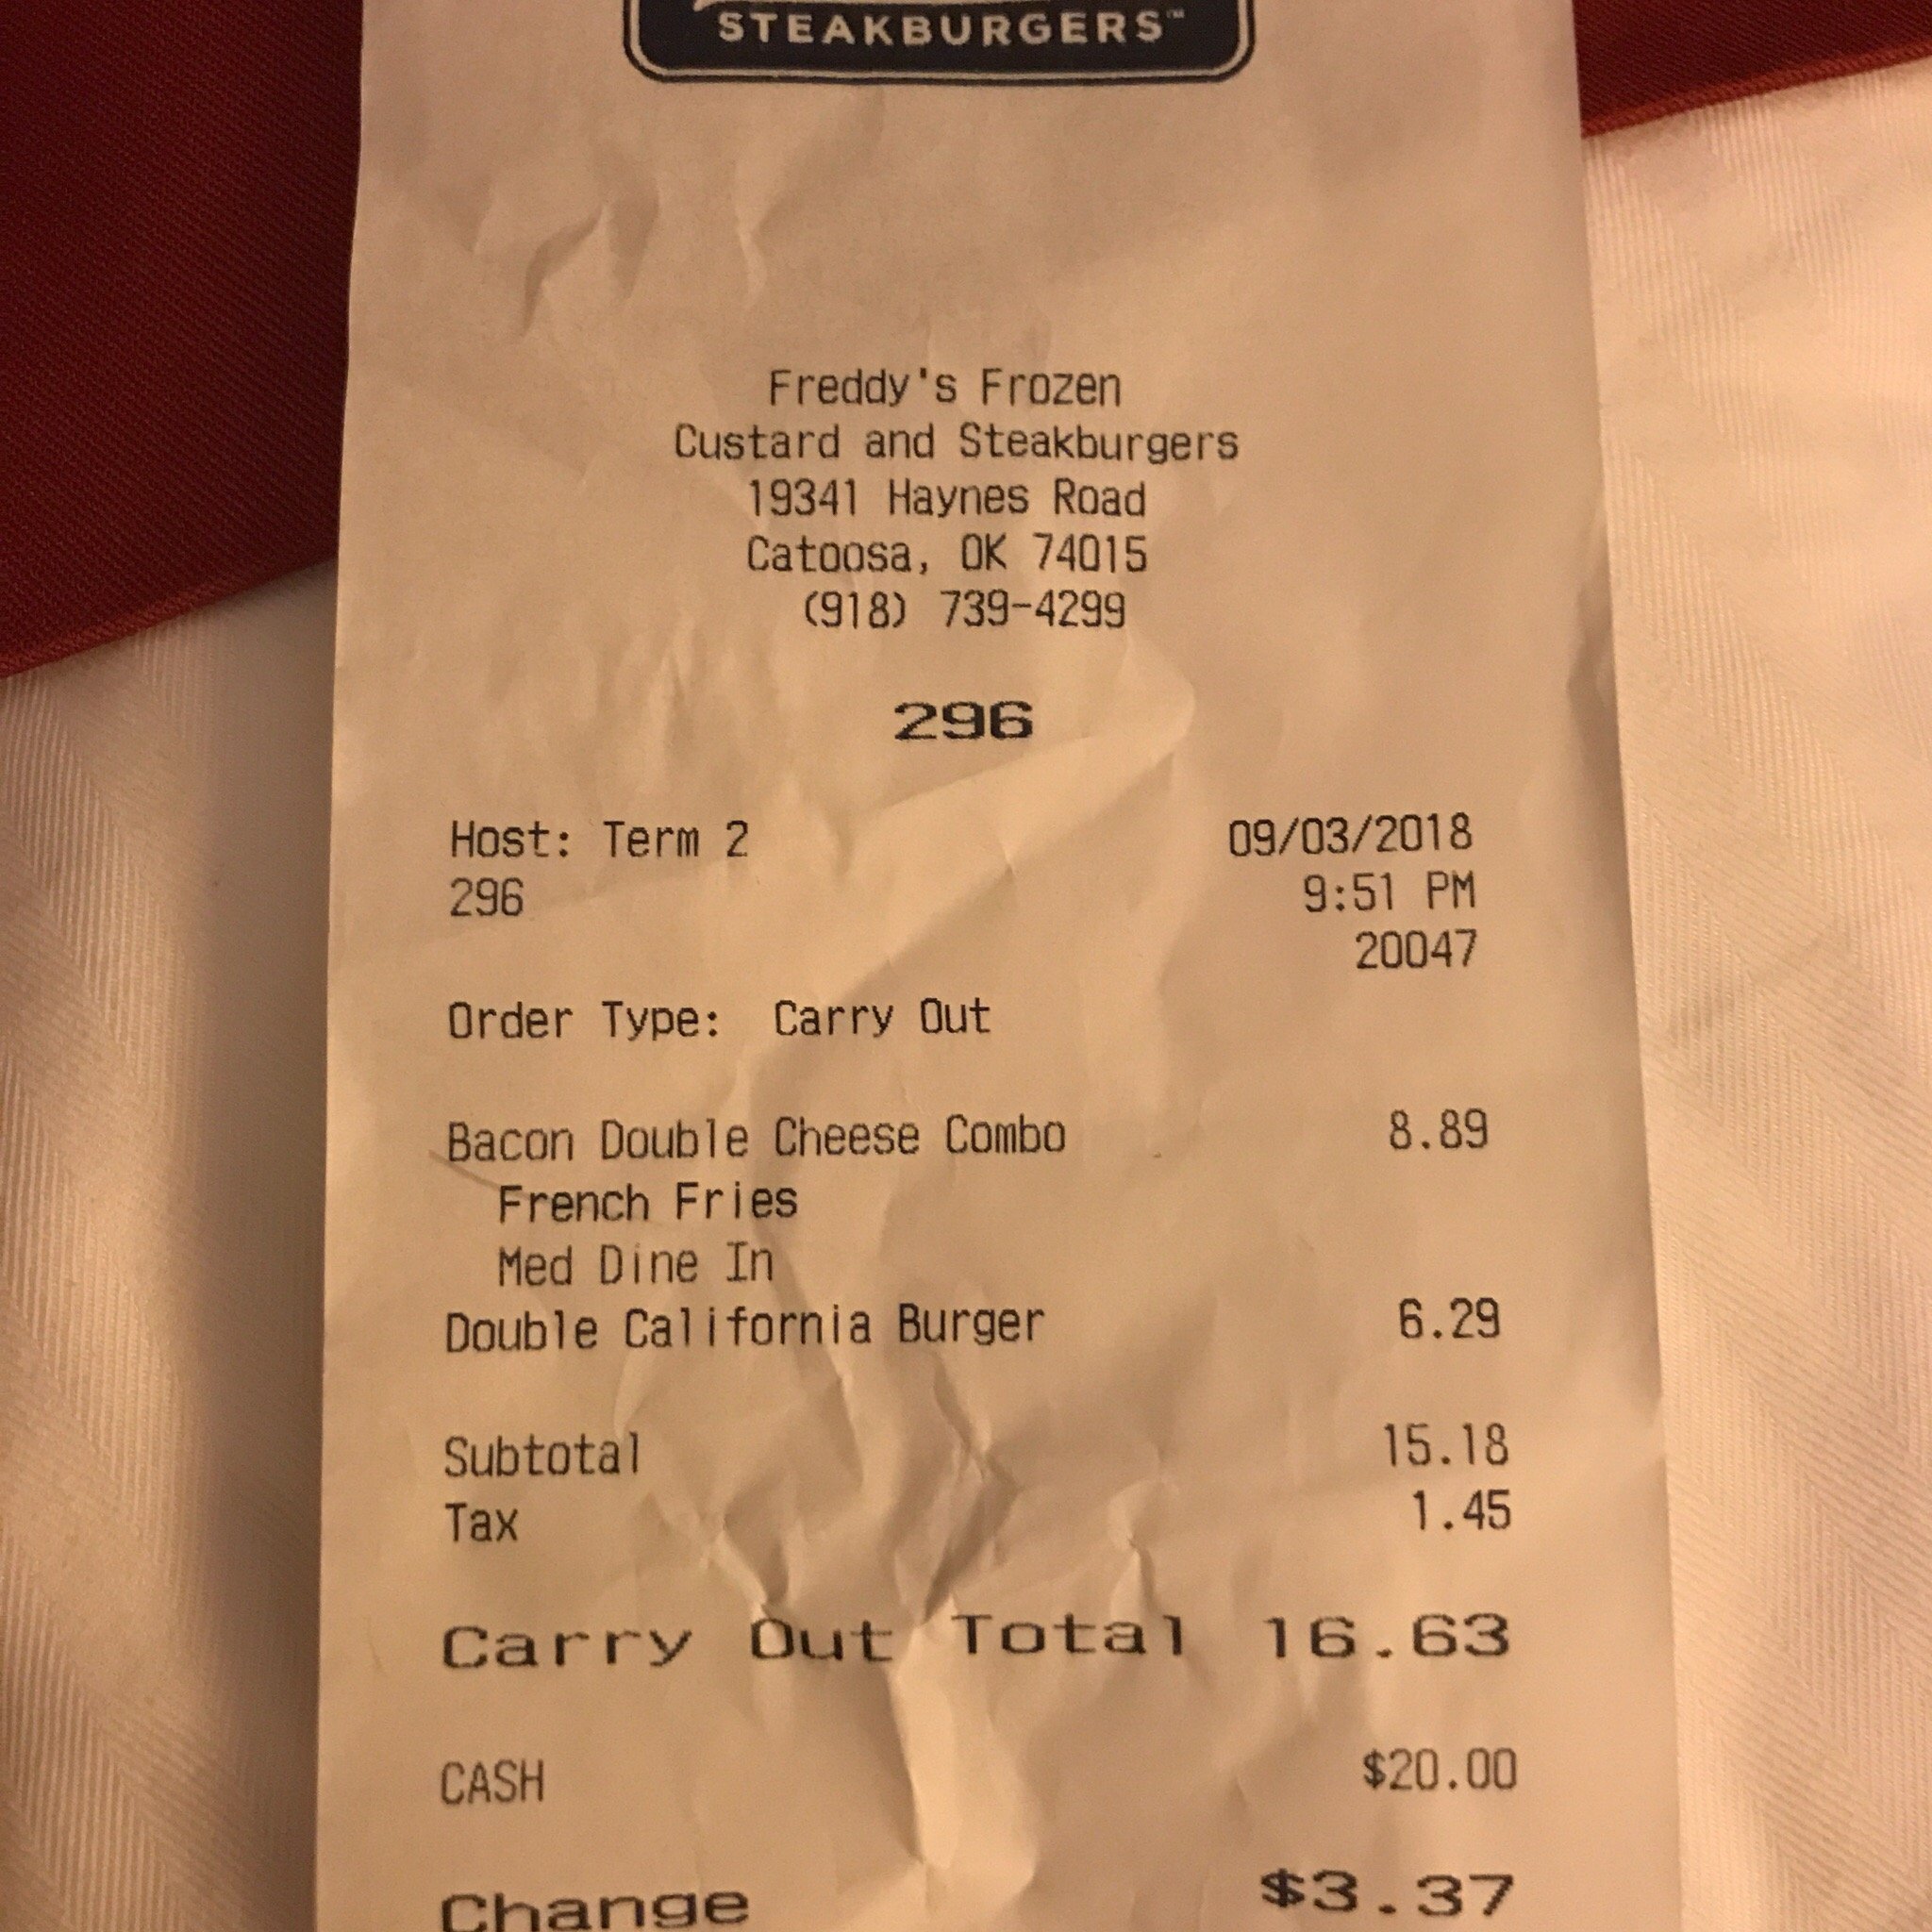 STEAKBURGERS™
Freddy's Frozen
Custard and Steakburgers
19341 Haynes Road
Catoosa, OK 74015
(918) 739-4299
296
Host: Term 2 09/03/2018
296 9:51 PM
20047
Order Type: Carry Out
Bacon Double Cheese Combo 8.89
French Fries
Med Dine In
Double California Burger 6.29
Subtotal 15.18
Tax 1.45
Carry Out Total 16.63
CASH $20.00
Change $3.37